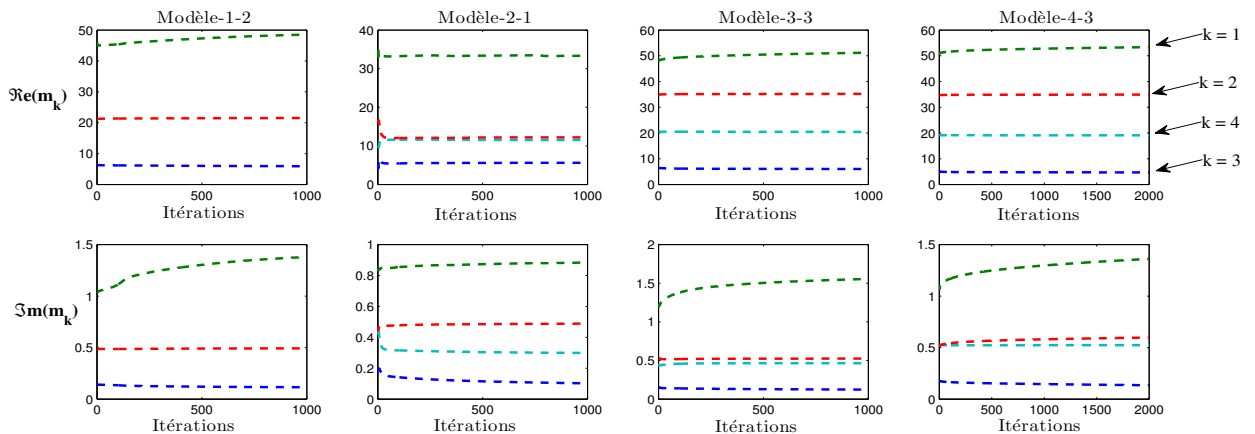 Modèle-1-2
Modèle-2-1
Modèle-3-3
Modèle-4-3
ℜe(m_k)
50
40
30
20
10
0
0 500 1000
Itérations
40
30
20
10
0
0 500 1000
Itérations
60
50
40
30
20
10
0
0 500 1000
Itérations
60
50
40
30
20
10
0
0 500 1000 1500 2000
Itérations
k = 1
k = 2
k = 4
k = 3
ℑm(m_k)
1.5
1
0.5
0
0 500 1000
Itérations
1
0.8
0.6
0.4
0.2
0
0 500 1000
Itérations
2
1.5
1
0.5
0
0 500 1000
Itérations
1.5
1
0.5
0
0 500 1000 1500 2000
Itérations